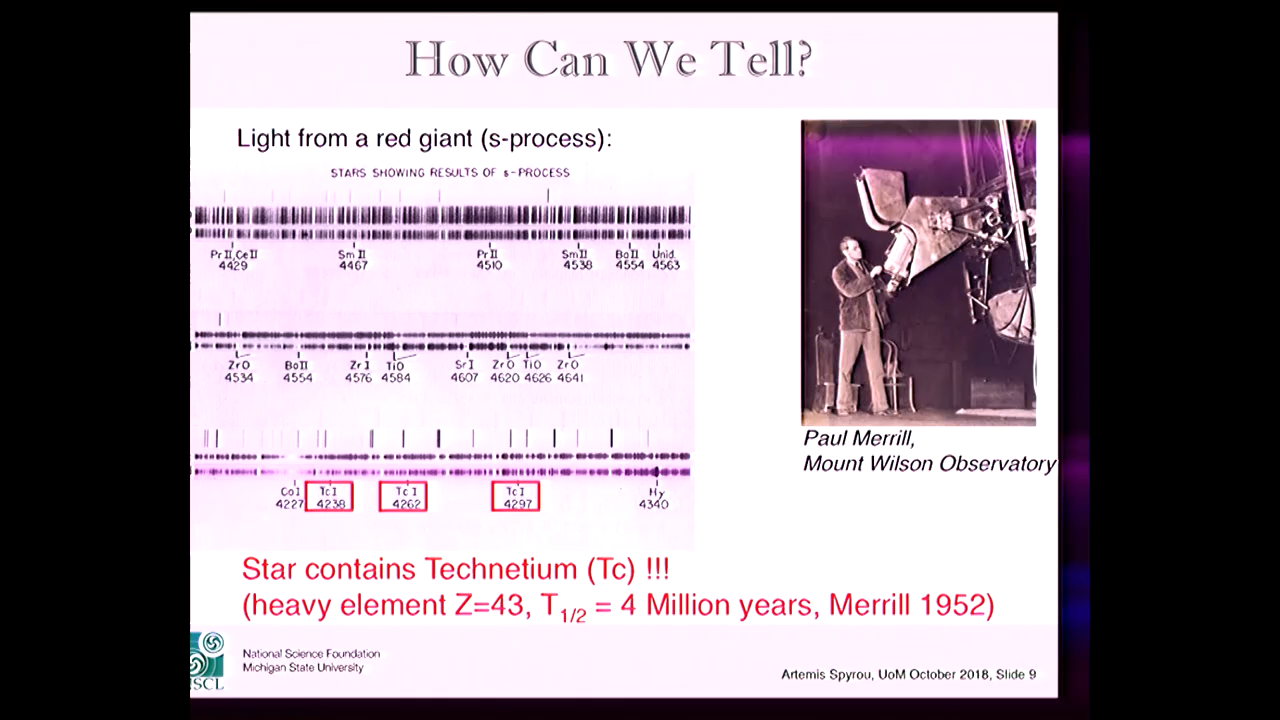 How Can We Tell?
Light from a red giant (s-process):
STARS SHOWING RESULTS OF s-PROCESS
Pr II, Ce II Sm II Pr II Sm II Ba II Unid.
4429 4467 4510 4538 4554 4563
ZrO Ba II Zr I TiO Sr I ZrO TiO ZrO
4534 4554 4576 4584 4607 4620 4626 4641
Ca I Tc I Tc I Tc I Hγ
4227 4238 4262 4297 4340
Paul Merrill,
Mount Wilson Observatory
Star contains Technetium (Tc) !!!
(heavy element Z=43, T1/2 = 4 Million years, Merrill 1952)
National Science Foundation
Michigan State University
SCL
Artemis Spyrou, UoM October 2018, Slide 9